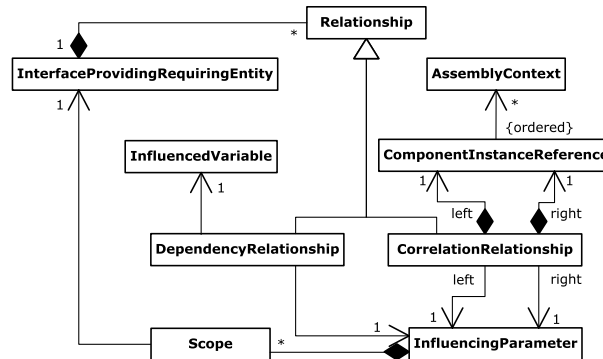 Relationship
1
*
InterfaceProvidingRequiringEntity
AssemblyContext
1
*
{ordered}
InfluencedVariable
ComponentInstanceReference
1
1
1
left
right
DependencyRelationship
CorrelationRelationship
left
right
1
1
1
Scope
*
InfluencingParameter